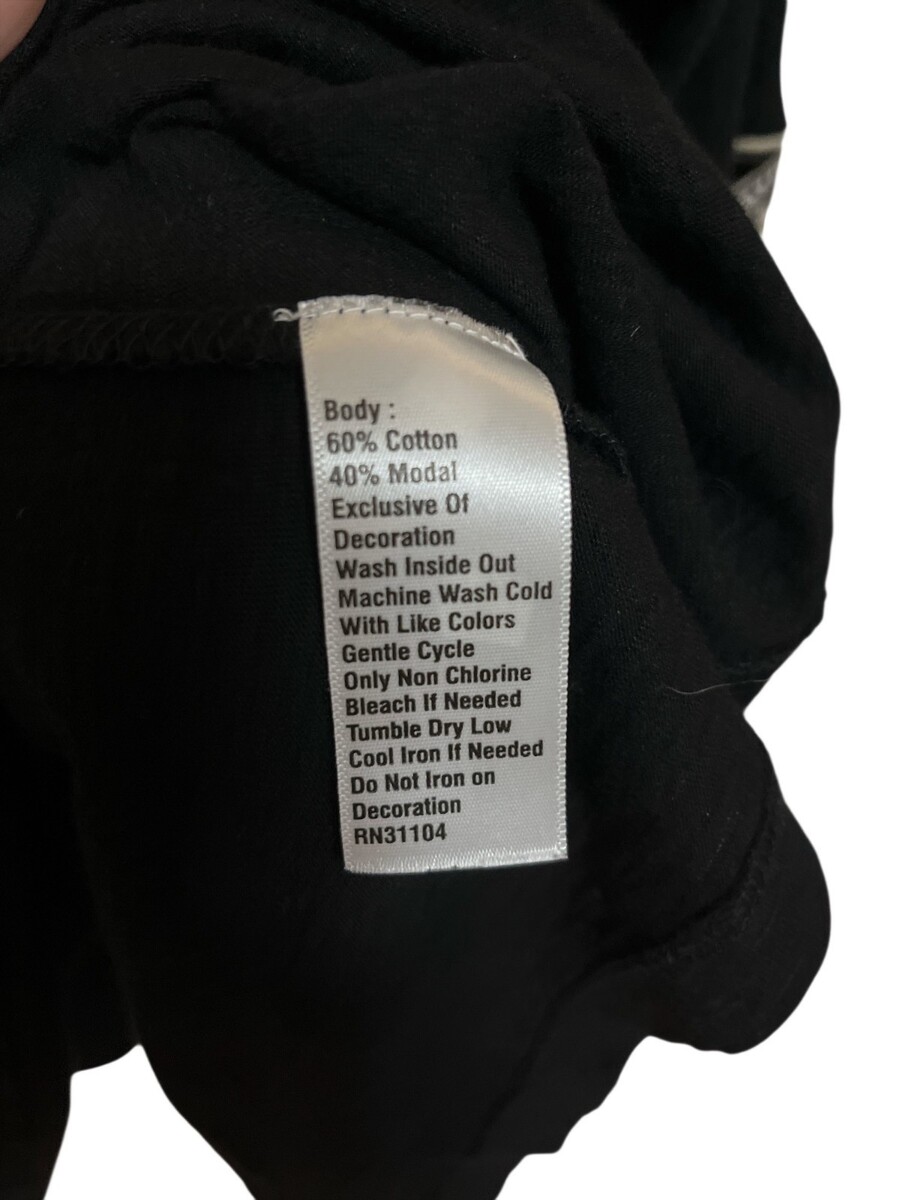 Body :
60% Cotton
40% Modal
Exclusive Of
Decoration
Wash Inside Out
Machine Wash Cold
With Like Colors
Gentle Cycle
Only Non Chlorine
Bleach If Needed
Tumble Dry Low
Cool Iron If Needed
Do Not Iron on
Decoration
RN31104